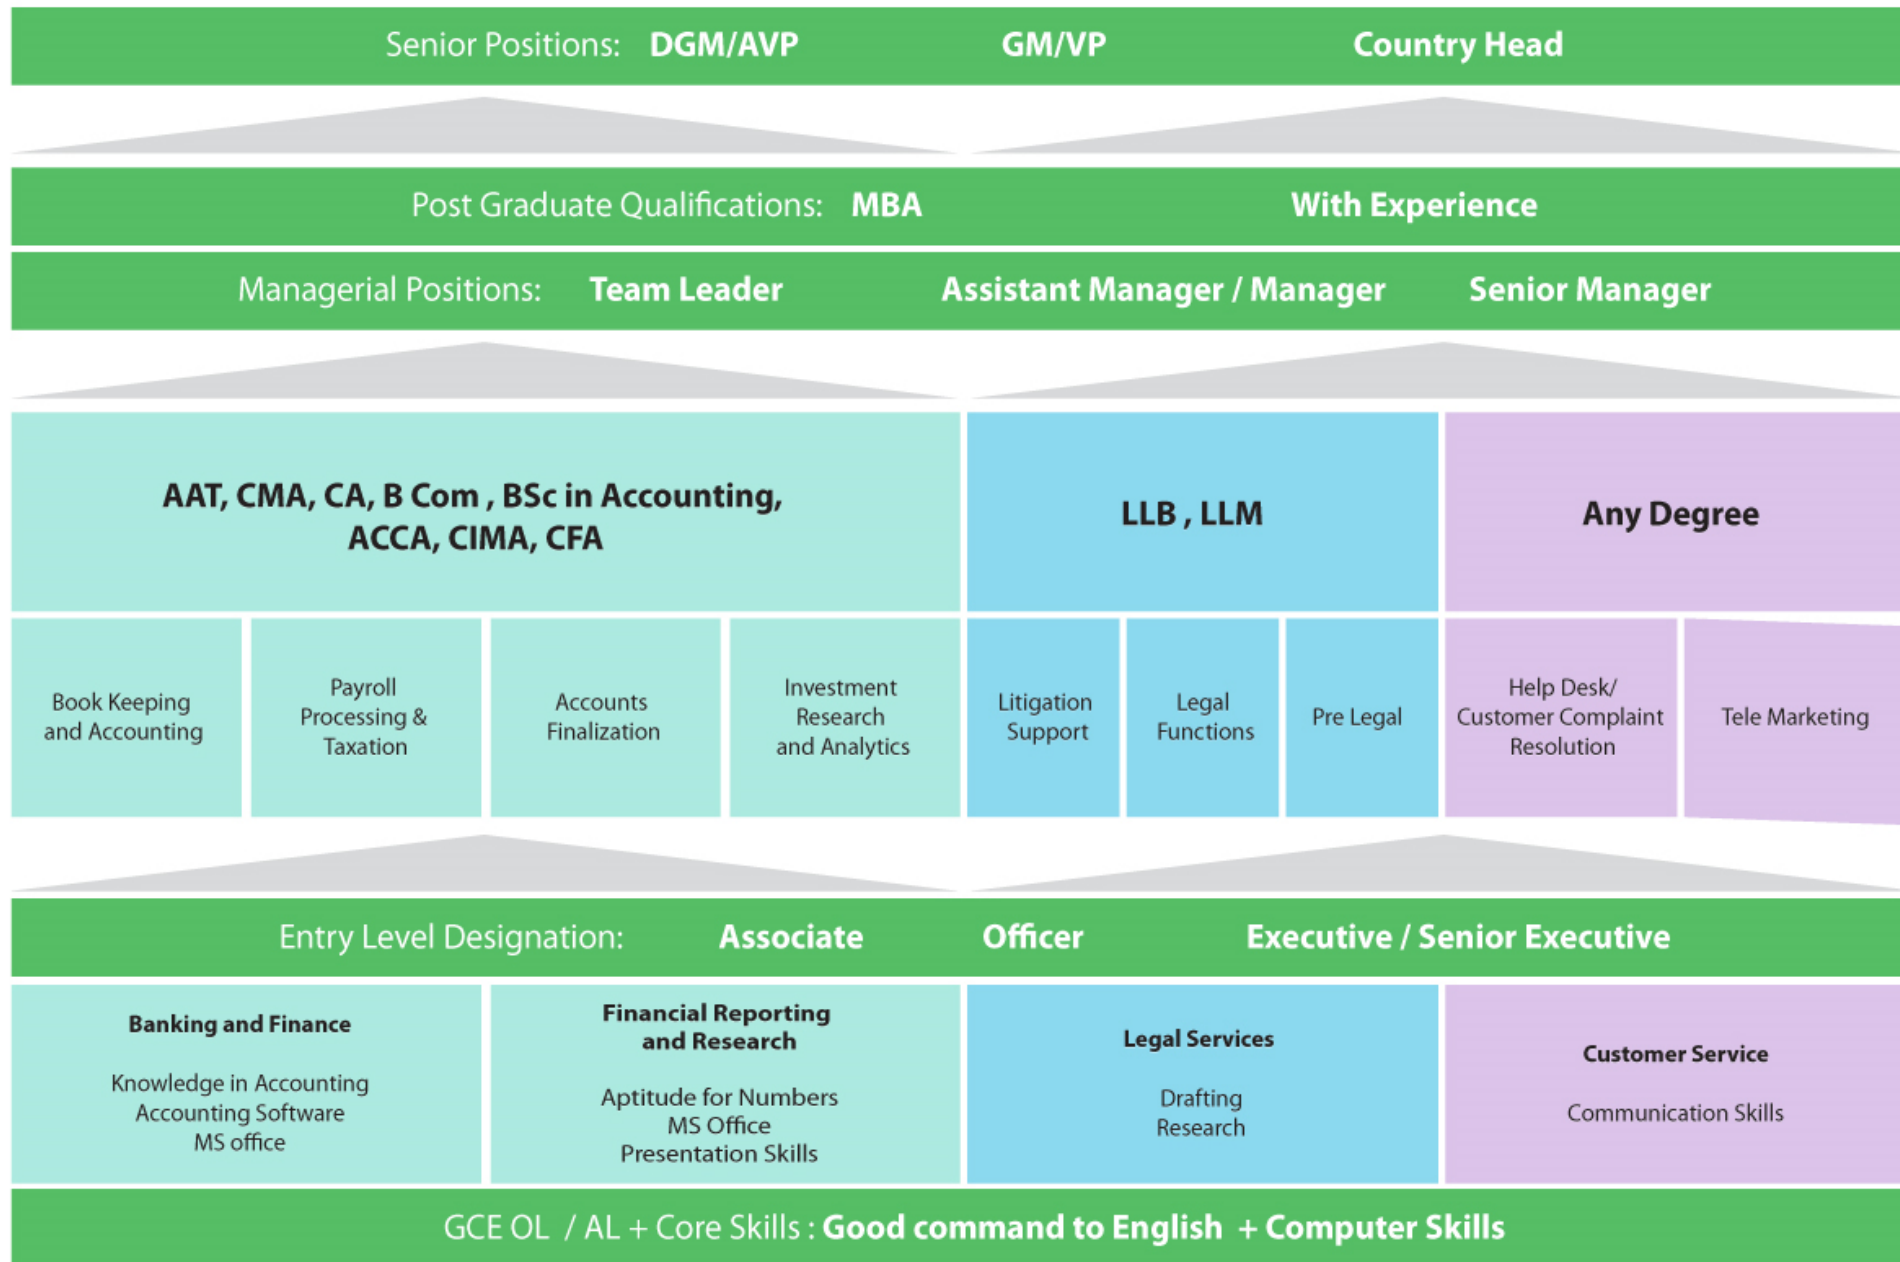 Senior Positions: DGM/AVP GM/VP Country Head
Post Graduate Qualifications: MBA With Experience
Managerial Positions: Team Leader Assistant Manager / Manager Senior Manager
AAT, CMA, CA, B Com , BSc in Accounting,
ACCA, CIMA, CFA
LLB , LLM
Any Degree
Book Keeping
and Accounting
Payroll
Processing &
Taxation
Accounts
Finalization
Investment
Research
and Analytics
Litigation
Support
Legal
Functions
Pre Legal
Help Desk/
Customer Complaint
Resolution
Tele Marketing
Entry Level Designation: Associate Officer Executive / Senior Executive
Banking and Finance
Knowledge in Accounting
Accounting Software
MS office
Financial Reporting
and Research
Aptitude for Numbers
MS Office
Presentation Skills
Legal Services
Drafting
Research
Customer Service
Communication Skills
GCE OL / AL + Core Skills : Good command to English + Computer Skills